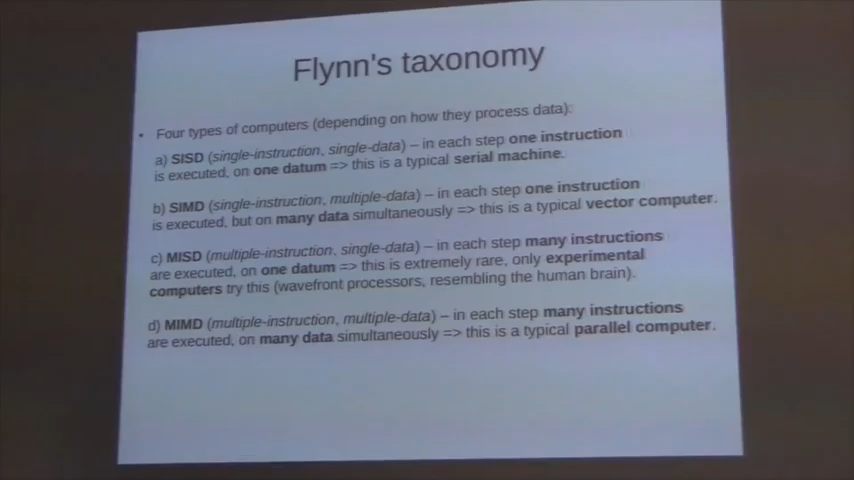 Flynn's taxonomy
• Four types of computers (depending on how they process data):
a) SISD (single-instruction, single-data) – in each step one instruction
is executed, on one datum => this is a typical serial machine.
b) SIMD (single-instruction, multiple-data) – in each step one instruction
is executed, but on many data simultaneously => this is a typical vector computer.
c) MISD (multiple-instruction, single-data) – in each step many instructions
are executed, on one datum => this is extremely rare, only experimental
computers try this (wavefront processors, resembling the human brain).
d) MIMD (multiple-instruction, multiple-data) – in each step many instructions
are executed, on many data simultaneously => this is a typical parallel computer.